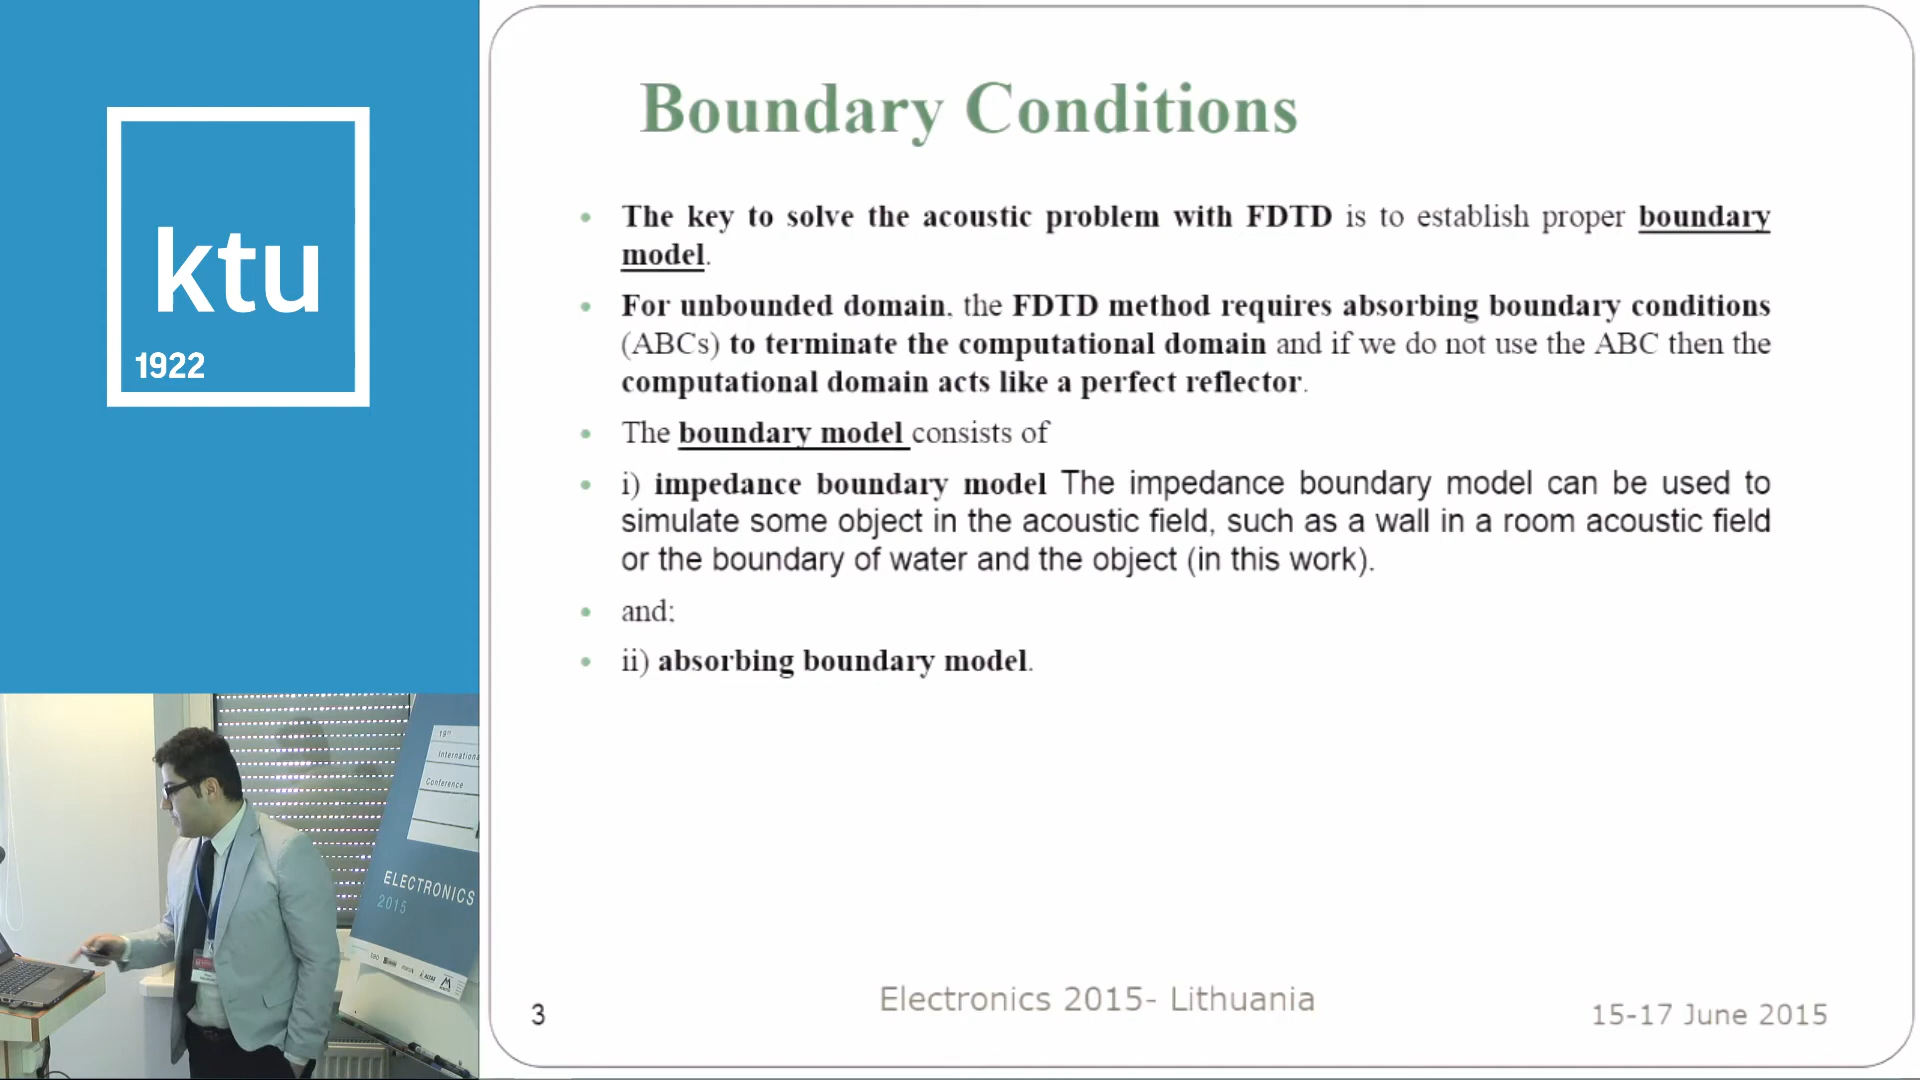 ktu
1922
Boundary Conditions
• The key to solve the acoustic problem with FDTD is to establish proper boundary
model.
• For unbounded domain, the FDTD method requires absorbing boundary conditions
(ABCs) to terminate the computational domain and if we do not use the ABC then the
computational domain acts like a perfect reflector.
• The boundary model consists of
• i) impedance boundary model The impedance boundary model can be used to
simulate some object in the acoustic field, such as a wall in a room acoustic field
or the boundary of water and the object (in this work).
• and;
• ii) absorbing boundary model.
3
Electronics 2015- Lithuania
15-17 June 2015
19th
International
Conference
ELECTRONICS
2015